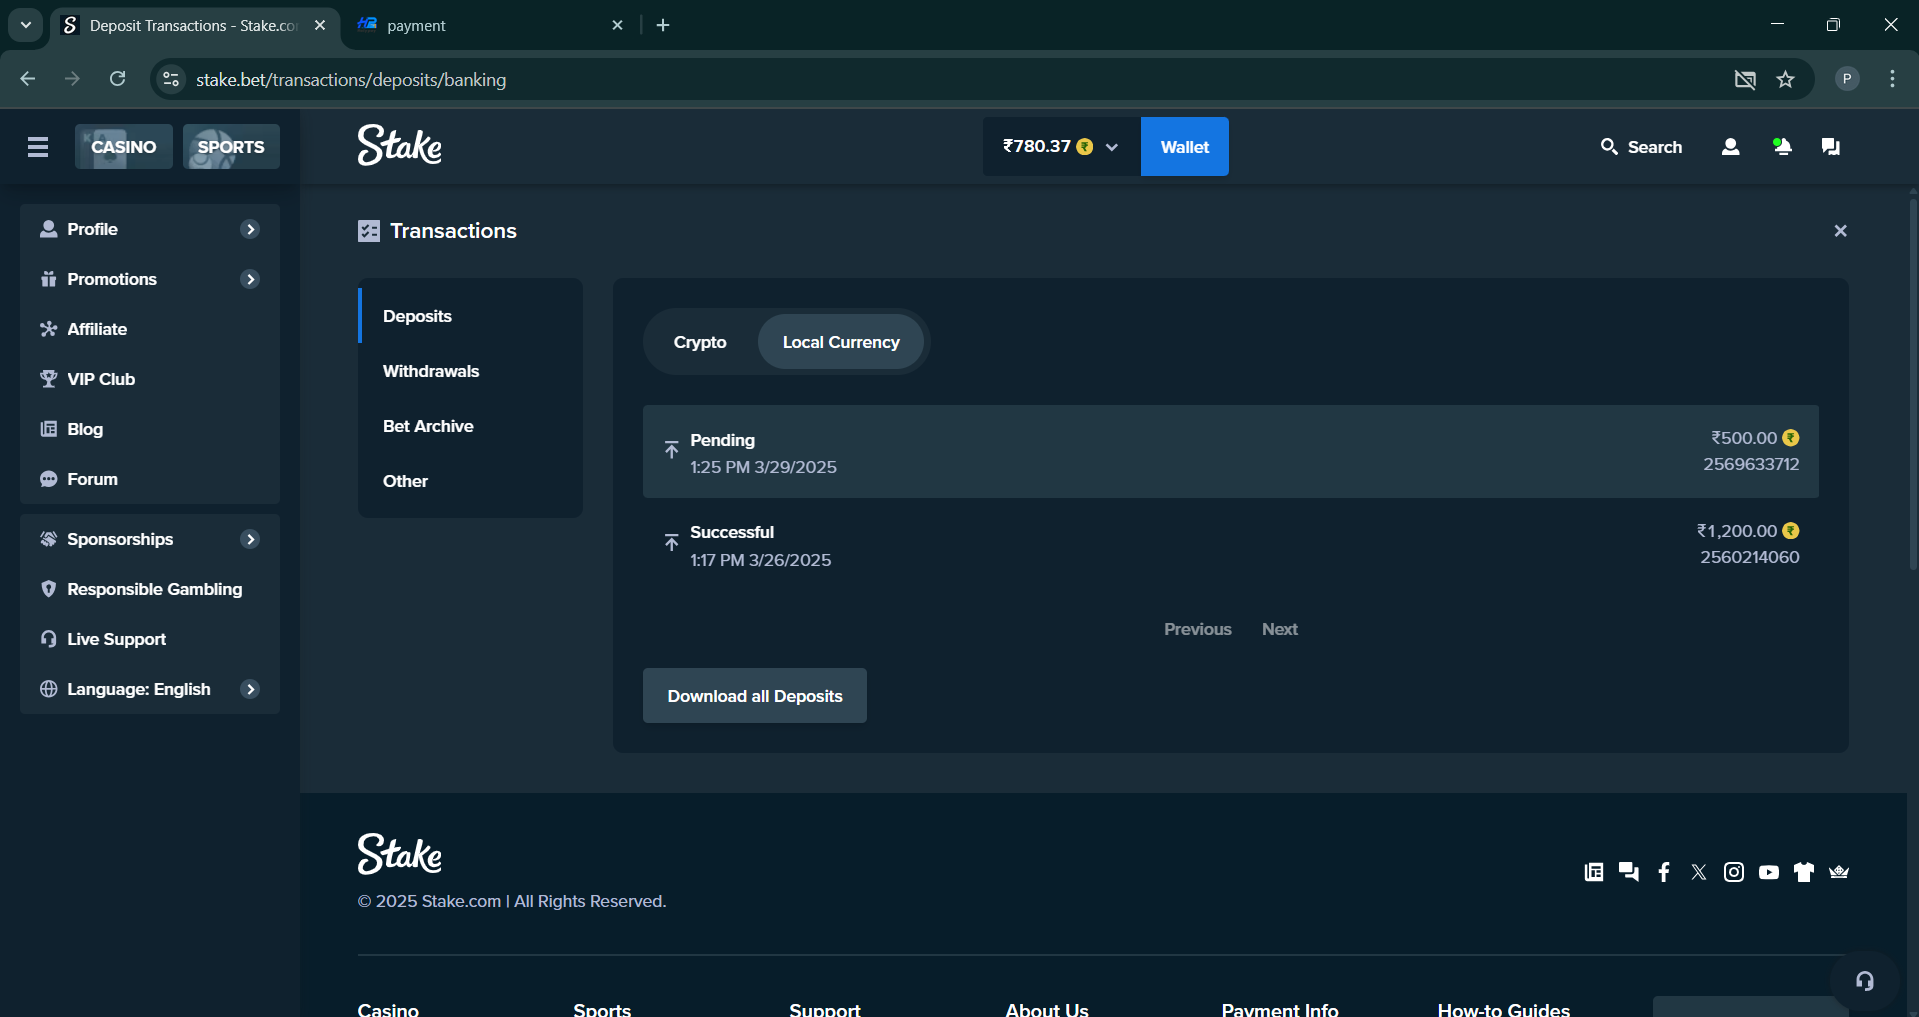 Deposit Transactions - Stake.co
payment
stake.bet/transactions/deposits/banking
P
CASINO
SPORTS
Stake
₹780.37
Wallet
Search
Profile
Promotions
Affiliate
VIP Club
Blog
Forum
Sponsorships
Responsible Gambling
Live Support
Language: English
Transactions
Deposits
Withdrawals
Bet Archive
Other
Crypto
Local Currency
Pending
₹500.00
1:25 PM 3/29/2025
2569633712
Successful
₹1,200.00
1:17 PM 3/26/2025
2560214060
Previous
Next
Download all Deposits
Stake
© 2025 Stake.com | All Rights Reserved.
Casino
Sports
Support
About Us
Payment Info
How-to Guides